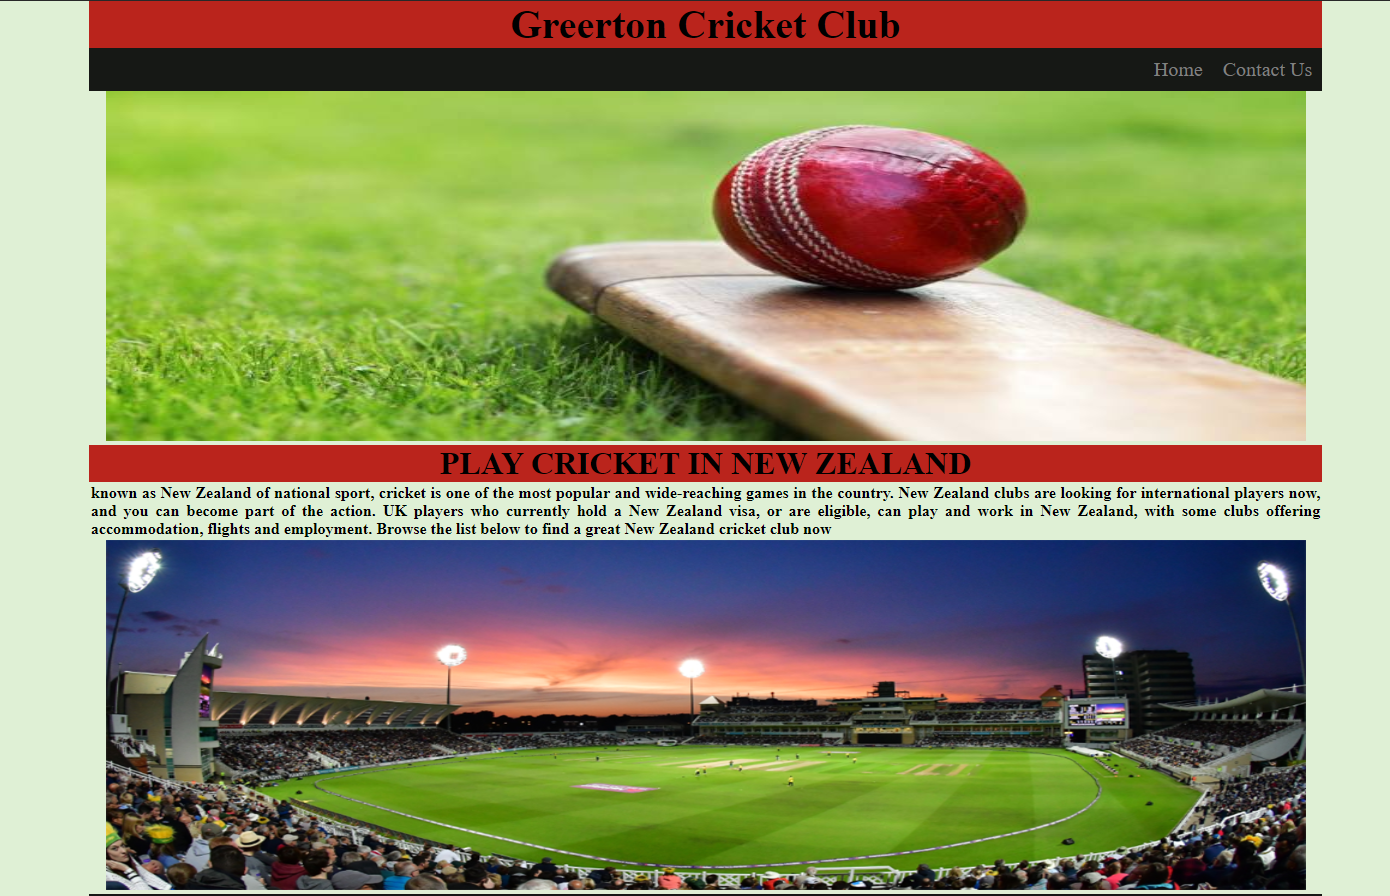 Greerton Cricket Club
Home Contact Us
PLAY CRICKET IN NEW ZEALAND
known as New Zealand of national sport, cricket is one of the most popular and wide-reaching games in the country. New Zealand clubs are looking for international players now,
and you can become part of the action. UK players who currently hold a New Zealand visa, or are eligible, can play and work in New Zealand, with some clubs offering
accommodation, flights and employment. Browse the list below to find a great New Zealand cricket club now